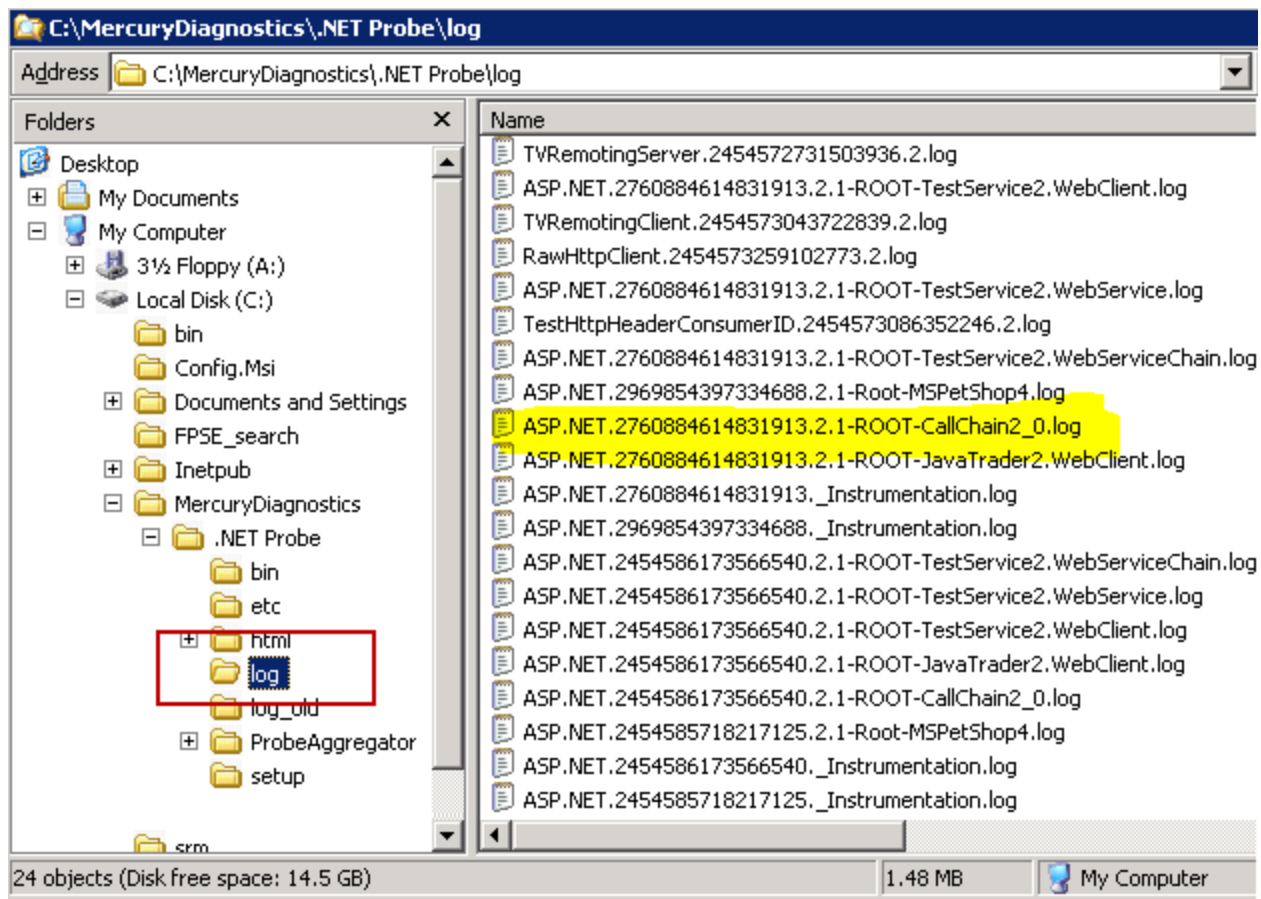 C:\MercuryDiagnostics\.NET Probe\log
Address C:\MercuryDiagnostics\.NET Probe\log
Folders
Desktop
My Documents
My Computer
3½ Floppy (A:)
Local Disk (C:)
bin
Config.Msi
Documents and Settings
FPSE_search
Inetpub
MercuryDiagnostics
.NET Probe
bin
etc
html
log
log_old
ProbeAggregator
setup
srm
Name
TVRemotingServer.2454572731503936.2.log
ASP.NET.2760884614831913.2.1-ROOT-TestService2.WebClient.log
TVRemotingClient.2454573043722839.2.log
RawHttpClient.2454573259102773.2.log
ASP.NET.2760884614831913.2.1-ROOT-TestService2.WebService.log
TestHttpHeaderConsumerID.2454573086352246.2.log
ASP.NET.2760884614831913.2.1-ROOT-TestService2.WebServiceChain.log
ASP.NET.2969854397334688.2.1-Root-MSPetShop4.log
ASP.NET.2760884614831913.2.1-ROOT-CallChain2_0.log
ASP.NET.2760884614831913.2.1-ROOT-JavaTrader2.WebClient.log
ASP.NET.2760884614831913._Instrumentation.log
ASP.NET.2969854397334688._Instrumentation.log
ASP.NET.2454586173566540.2.1-ROOT-TestService2.WebServiceChain.log
ASP.NET.2454586173566540.2.1-ROOT-TestService2.WebService.log
ASP.NET.2454586173566540.2.1-ROOT-TestService2.WebClient.log
ASP.NET.2454586173566540.2.1-ROOT-JavaTrader2.WebClient.log
ASP.NET.2454586173566540.2.1-ROOT-CallChain2_0.log
ASP.NET.2454585718217125.2.1-Root-MSPetShop4.log
ASP.NET.2454586173566540._Instrumentation.log
ASP.NET.2454585718217125._Instrumentation.log
24 objects (Disk free space: 14.5 GB)
1.48 MB
My Computer